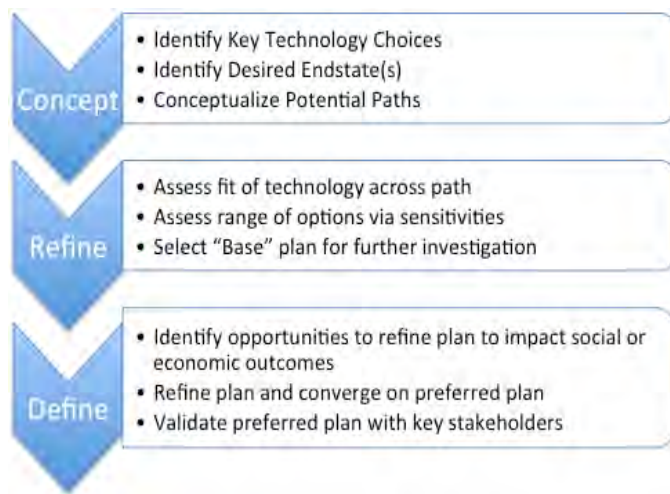 Concept
• Identify Key Technology Choices
• Identify Desired Endstate(s)
• Conceptualize Potential Paths
Refine
• Assess fit of technology across path
• Assess range of options via sensitivities
• Select “Base” plan for further investigation
Define
• Identify opportunities to refine plan to impact social or
economic outcomes
• Refine plan and converge on preferred plan
• Validate preferred plan with key stakeholders